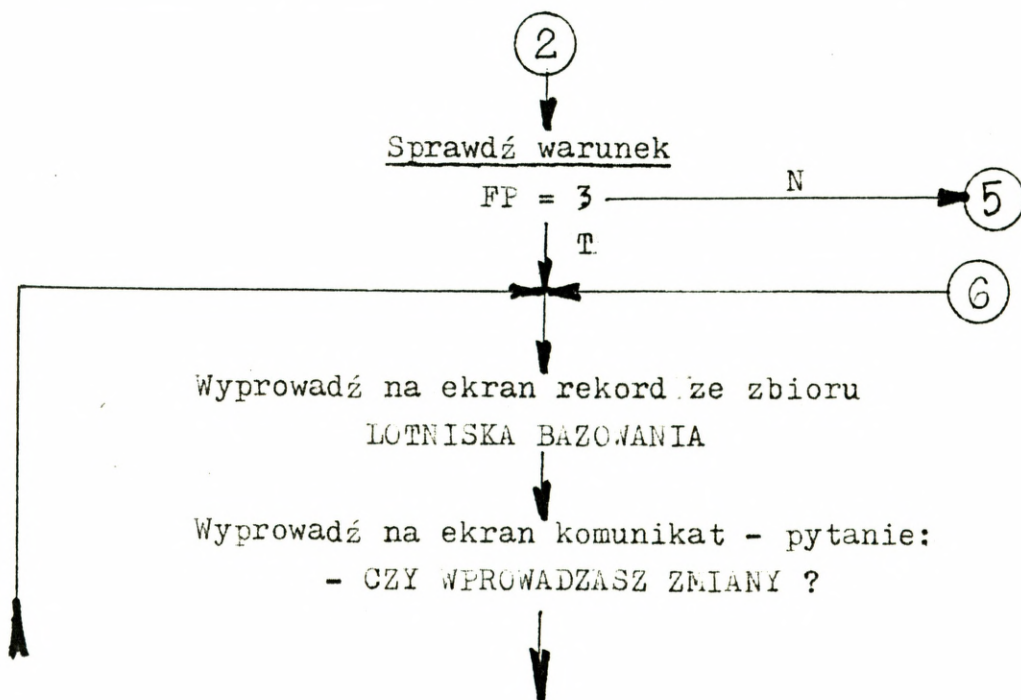 2
Sprawdź warunek
FP = 3
N
5
T
6
Wyprowadź na ekran rekord ze zbioru
LOTNISKA BAZOWANIA
Wyprowadź na ekran komunikat - pytanie:
- CZY WPROWADZASZ ZMIANY ?